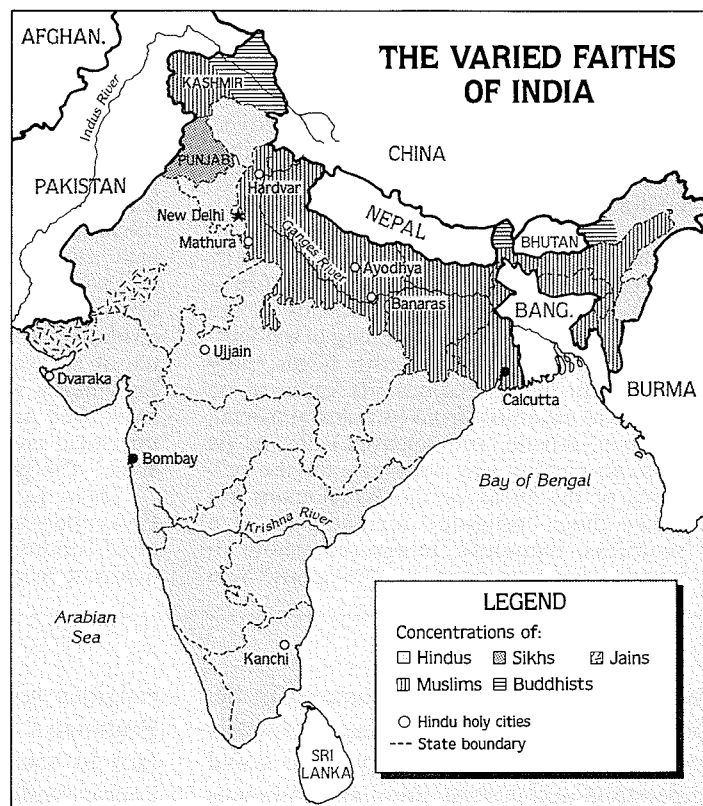 THE VARIED FAITHS
OF INDIA
AFGHAN.
KASHMIR
Indus River
PUNJAB
CHINA
PAKISTAN
Hardvar
New Delhi
NEPAL
Mathura
Ganges River
BHUTAN
Ayodhya
Banaras
BANG.
Ujjain
Dvaraka
BURMA
Calcutta
Bombay
Bay of Bengal
Krishna River
Arabian
Sea
Kanchi
SRI
LANKA
LEGEND
Concentrations of:
Hindus Sikhs Jains
Muslims Buddhists
Hindu holy cities
State boundary